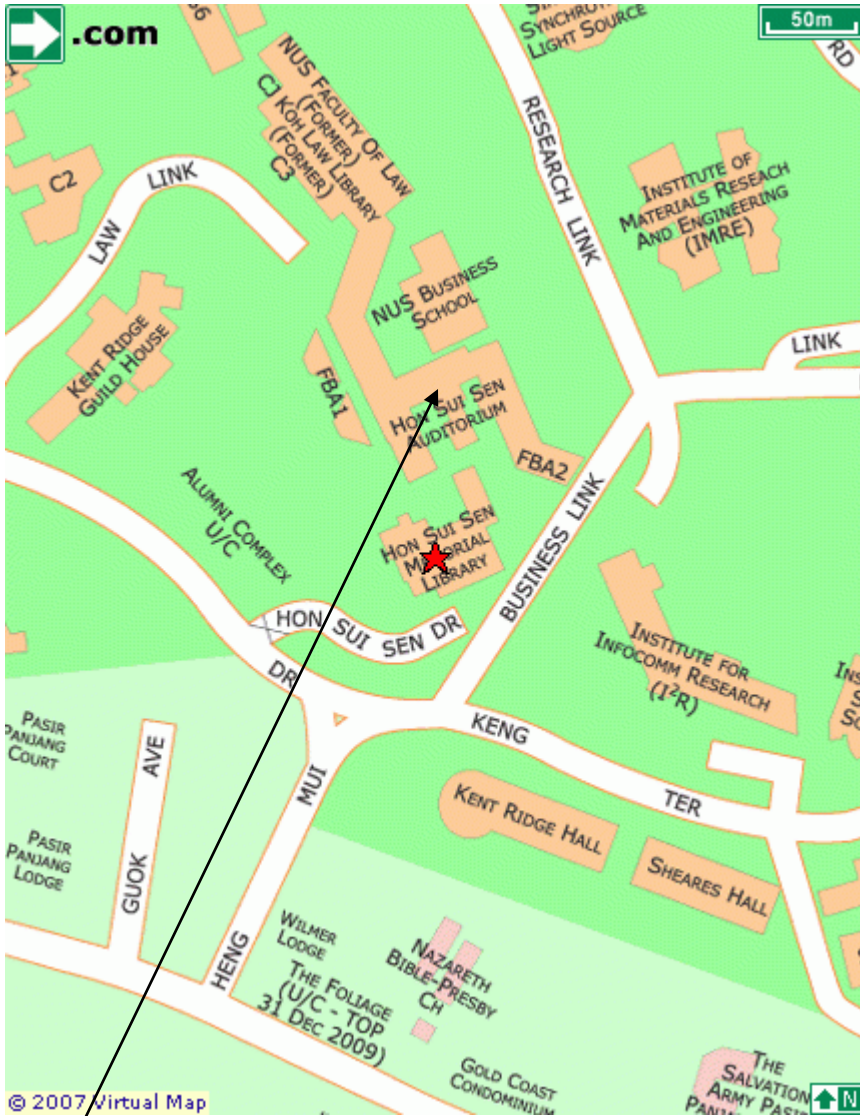 .com
50m
SYNCHROTRON
LIGHT SOURCE
RD
NUS FACULTY OF LAW
(FORMER)
CJ KOH LAW LIBRARY
(FORMER)
C3
C2
LAW LINK
RESEARCH LINK
INSTITUTE OF
MATERIALS RESEACH
AND ENGINEERING
(IMRE)
NUS BUSINESS
SCHOOL
KENT RIDGE
GUILD HOUSE
FBA1
LINK
HON SUI SEN
AUDITORIUM
FBA2
ALUMNI COMPLEX
U/C
HON SUI SEN
LIBRARY
BUSINESS LINK
HON SUI SEN DR
INSTITUTE FOR
INFOCOMM RESEARCH
(I²R)
DR
KENG
TER
PASIR
PANJANG
COURT
GUOK AVE
HENG MUI
KENT RIDGE HALL
SHEARES HALL
PASIR
PANJANG
LODGE
WILMER
LODGE
THE FOLIAGE
(U/C - TOP
31 DEC 2009)
NAZARETH
BIBLE-PRESBY
CH
GOLD COAST
CONDOMINIUM
THE
SALVATION
ARMY PASIR
© 2007 Virtual Map
N